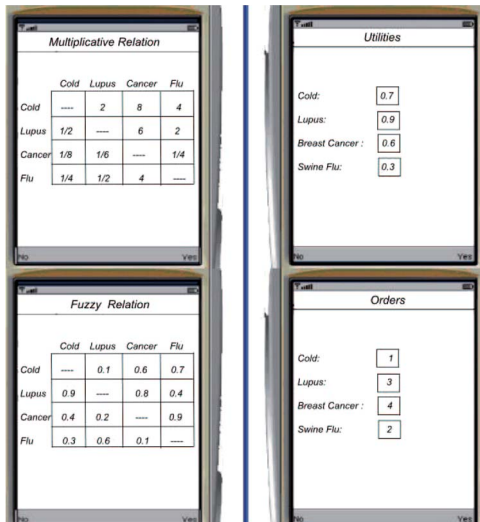 Multiplicative Relation
Cold Lupus Cancer Flu
Cold ---- 2 8 4
Lupus 1/2 ---- 6 2
Cancer 1/8 1/6 ---- 1/4
Flu 1/4 1/2 4 ----
No Yes
Utilities
Cold: 0.7
Lupus: 0.9
Breast Cancer : 0.6
Swine Flu: 0.3
No Yes
Fuzzy Relation
Cold Lupus Cancer Flu
Cold ---- 0.1 0.6 0.7
Lupus 0.9 ---- 0.8 0.4
Cancer 0.4 0.2 ---- 0.9
Flu 0.3 0.6 0.1 ----
No Yes
Orders
Cold: 1
Lupus: 3
Breast Cancer : 4
Swine Flu: 2
No Yes